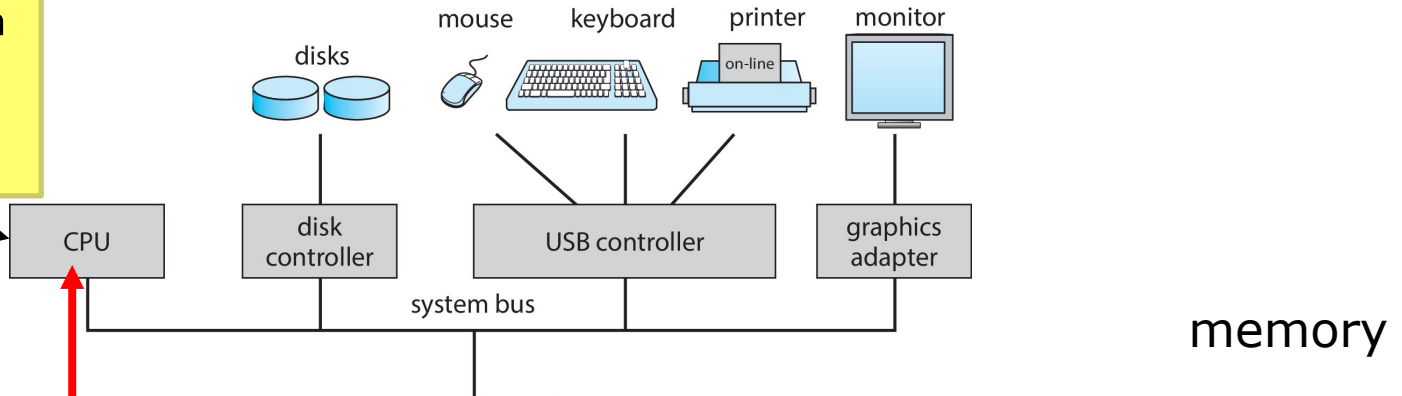 mouse
keyboard
printer
monitor
disks
on-line
CPU
disk
controller
USB controller
graphics
adapter
system bus
memory